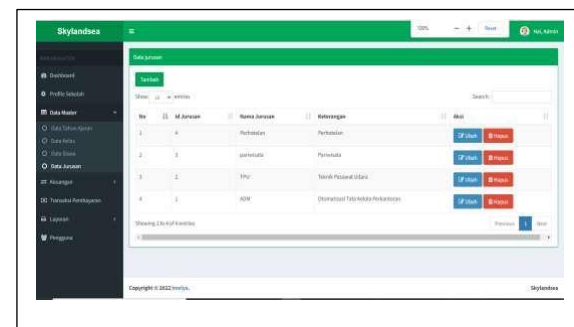 Skylandsea
Reset
Hai, Admin
Data Jurusan
Dashboard
Profile Sekolah
Data Master
Data Tahun Ajaran
Data Kelas
Data Siswa
Data Jurusan
Keuangan
Transaksi Pembayaran
Laporan
Pengguna
Tambah
Show 10 entries
Search:
No Id Jurusan Nama Jurusan Keterangan Aksi
1 4 Perhotelan Perhotelan Ubah Hapus
2 3 pariwisata Pariwisata Ubah Hapus
3 2 TPU Teknik Pesawat Udara Ubah Hapus
4 1 ADM Otomatisasi Tata Kelola Perkantoran Ubah Hapus
Showing 1 to 4 of 4 entries
Previous 1 Next
Copyright © 2022
Skylandsea